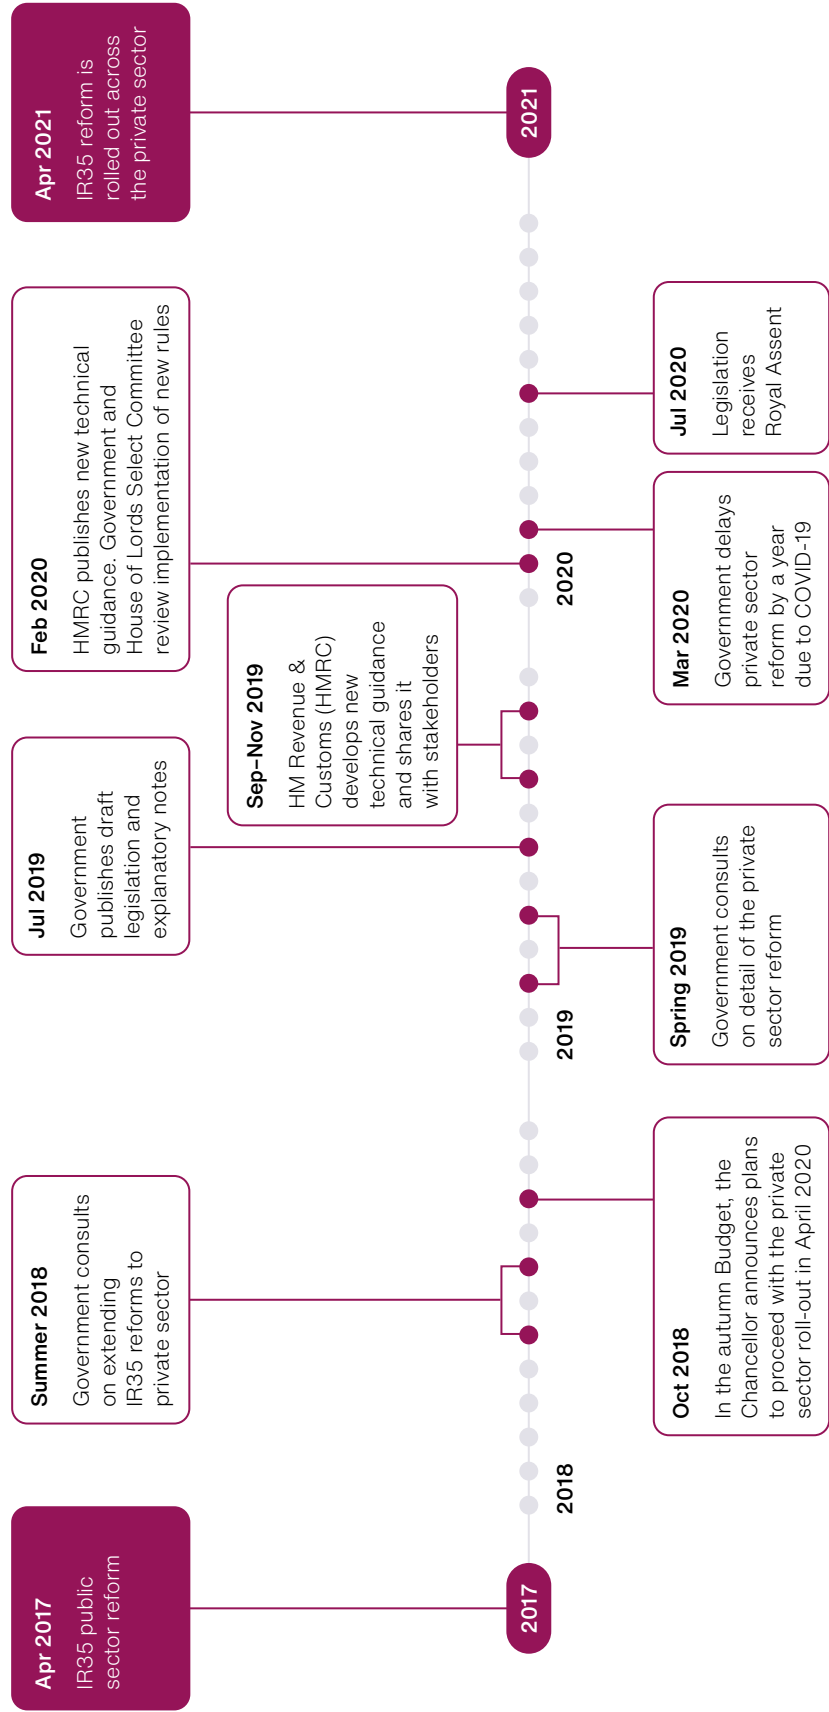 Apr 2017
IR35 public
sector reform
Summer 2018
Government consults
on extending
IR35 reforms to
private sector
Jul 2019
Government
publishes draft
legislation and
explanatory notes
Sep–Nov 2019
HM Revenue &
Customs (HMRC)
develops new
technical guidance
and shares it
with stakeholders
Feb 2020
HMRC publishes new technical
guidance. Government and
House of Lords Select Committee
review implementation of new rules
Apr 2021
IR35 reform is
rolled out across
the private sector
2017
2018
2019
2020
2021
Oct 2018
In the autumn Budget, the
Chancellor announces plans
to proceed with the private
sector roll-out in April 2020
Spring 2019
Government consults
on detail of the private
sector reform
Mar 2020
Government delays
private sector
reform by a year
due to COVID-19
Jul 2020
Legislation
receives
Royal Assent